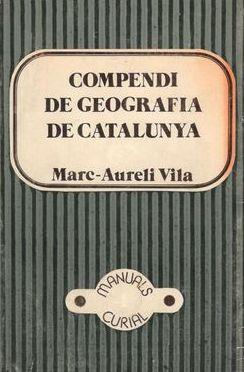 COMPENDI
DE GEOGRAFIA
DE CATALUNYA
Marc-Aureli Vila
MANUALS
CURIAL